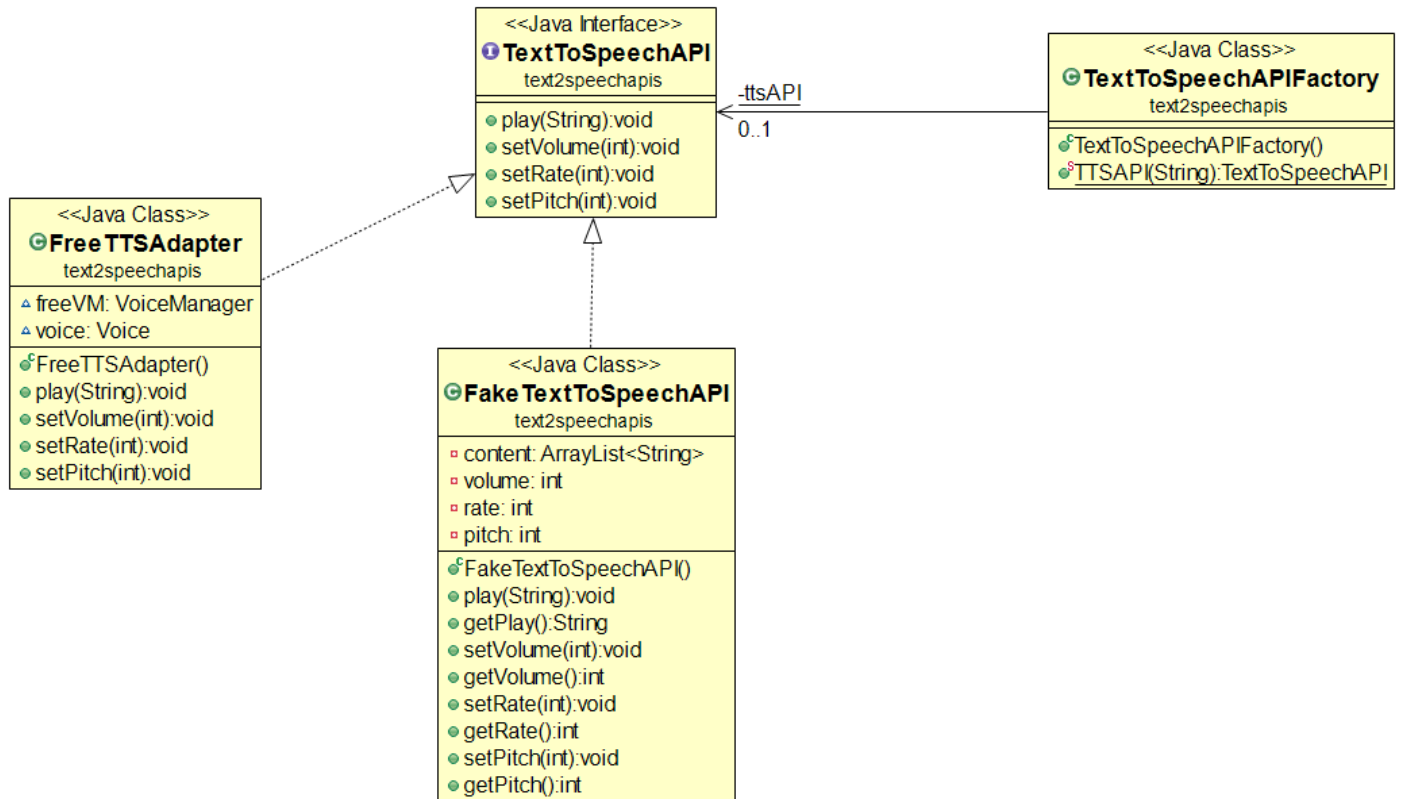 <<Java Interface>>
TextToSpeechAPI
text2speechapis
play(String):void
setVolume(int):void
setRate(int):void
setPitch(int):void
-ttsAPI
0..1
<<Java Class>>
TextToSpeechAPIFactory
text2speechapis
TextToSpeechAPIFactory()
TTSAPI(String):TextToSpeechAPI
<<Java Class>>
FreeTTSAdapter
text2speechapis
freeVM: VoiceManager
voice: Voice
FreeTTSAdapter()
play(String):void
setVolume(int):void
setRate(int):void
setPitch(int):void
<<Java Class>>
FakeTextToSpeechAPI
text2speechapis
content: ArrayList<String>
volume: int
rate: int
pitch: int
FakeTextToSpeechAPI()
play(String):void
getPlay():String
setVolume(int):void
getVolume():int
setRate(int):void
getRate():int
setPitch(int):void
getPitch():int